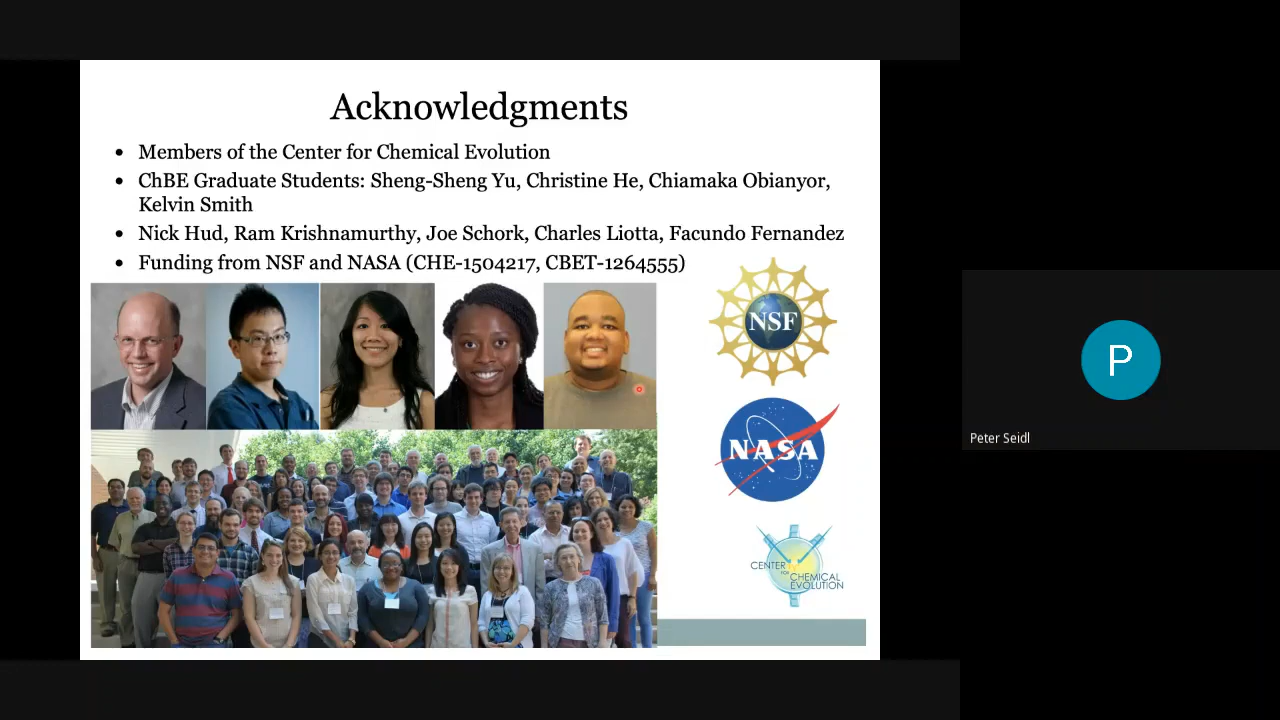 Acknowledgments
• Members of the Center for Chemical Evolution
• ChBE Graduate Students: Sheng-Sheng Yu, Christine He, Chiamaka Obianyor,
Kelvin Smith
• Nick Hud, Ram Krishnamurthy, Joe Schork, Charles Liotta, Facundo Fernandez
• Funding from NSF and NASA (CHE-1504217, CBET-1264555)
NSF
NASA
CENTER
FOR CHEMICAL
EVOLUTION
P
Peter Seidl